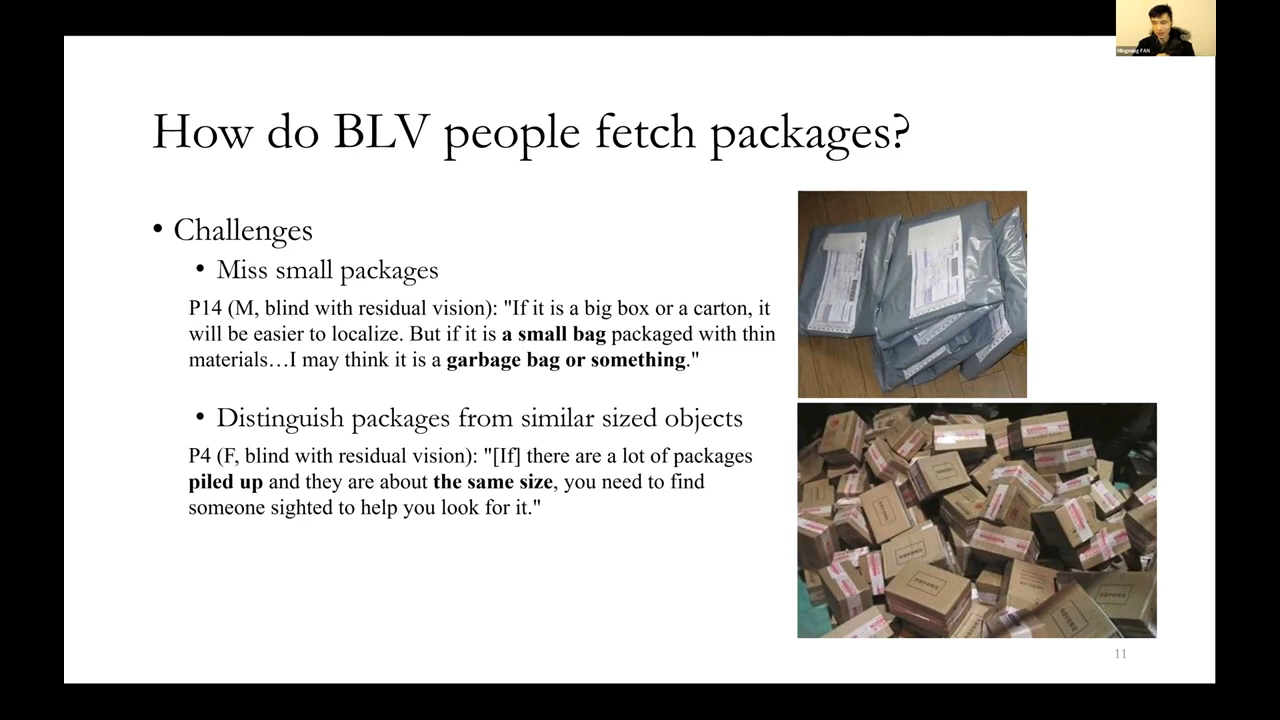 Mingming FAN
How do BLV people fetch packages?
• Challenges
• Miss small packages
P14 (M, blind with residual vision): "If it is a big box or a carton, it
will be easier to localize. But if it is a small bag packaged with thin
materials…I may think it is a garbage bag or something."
• Distinguish packages from similar sized objects
P4 (F, blind with residual vision): "[If] there are a lot of packages
piled up and they are about the same size, you need to find
someone sighted to help you look for it."
11